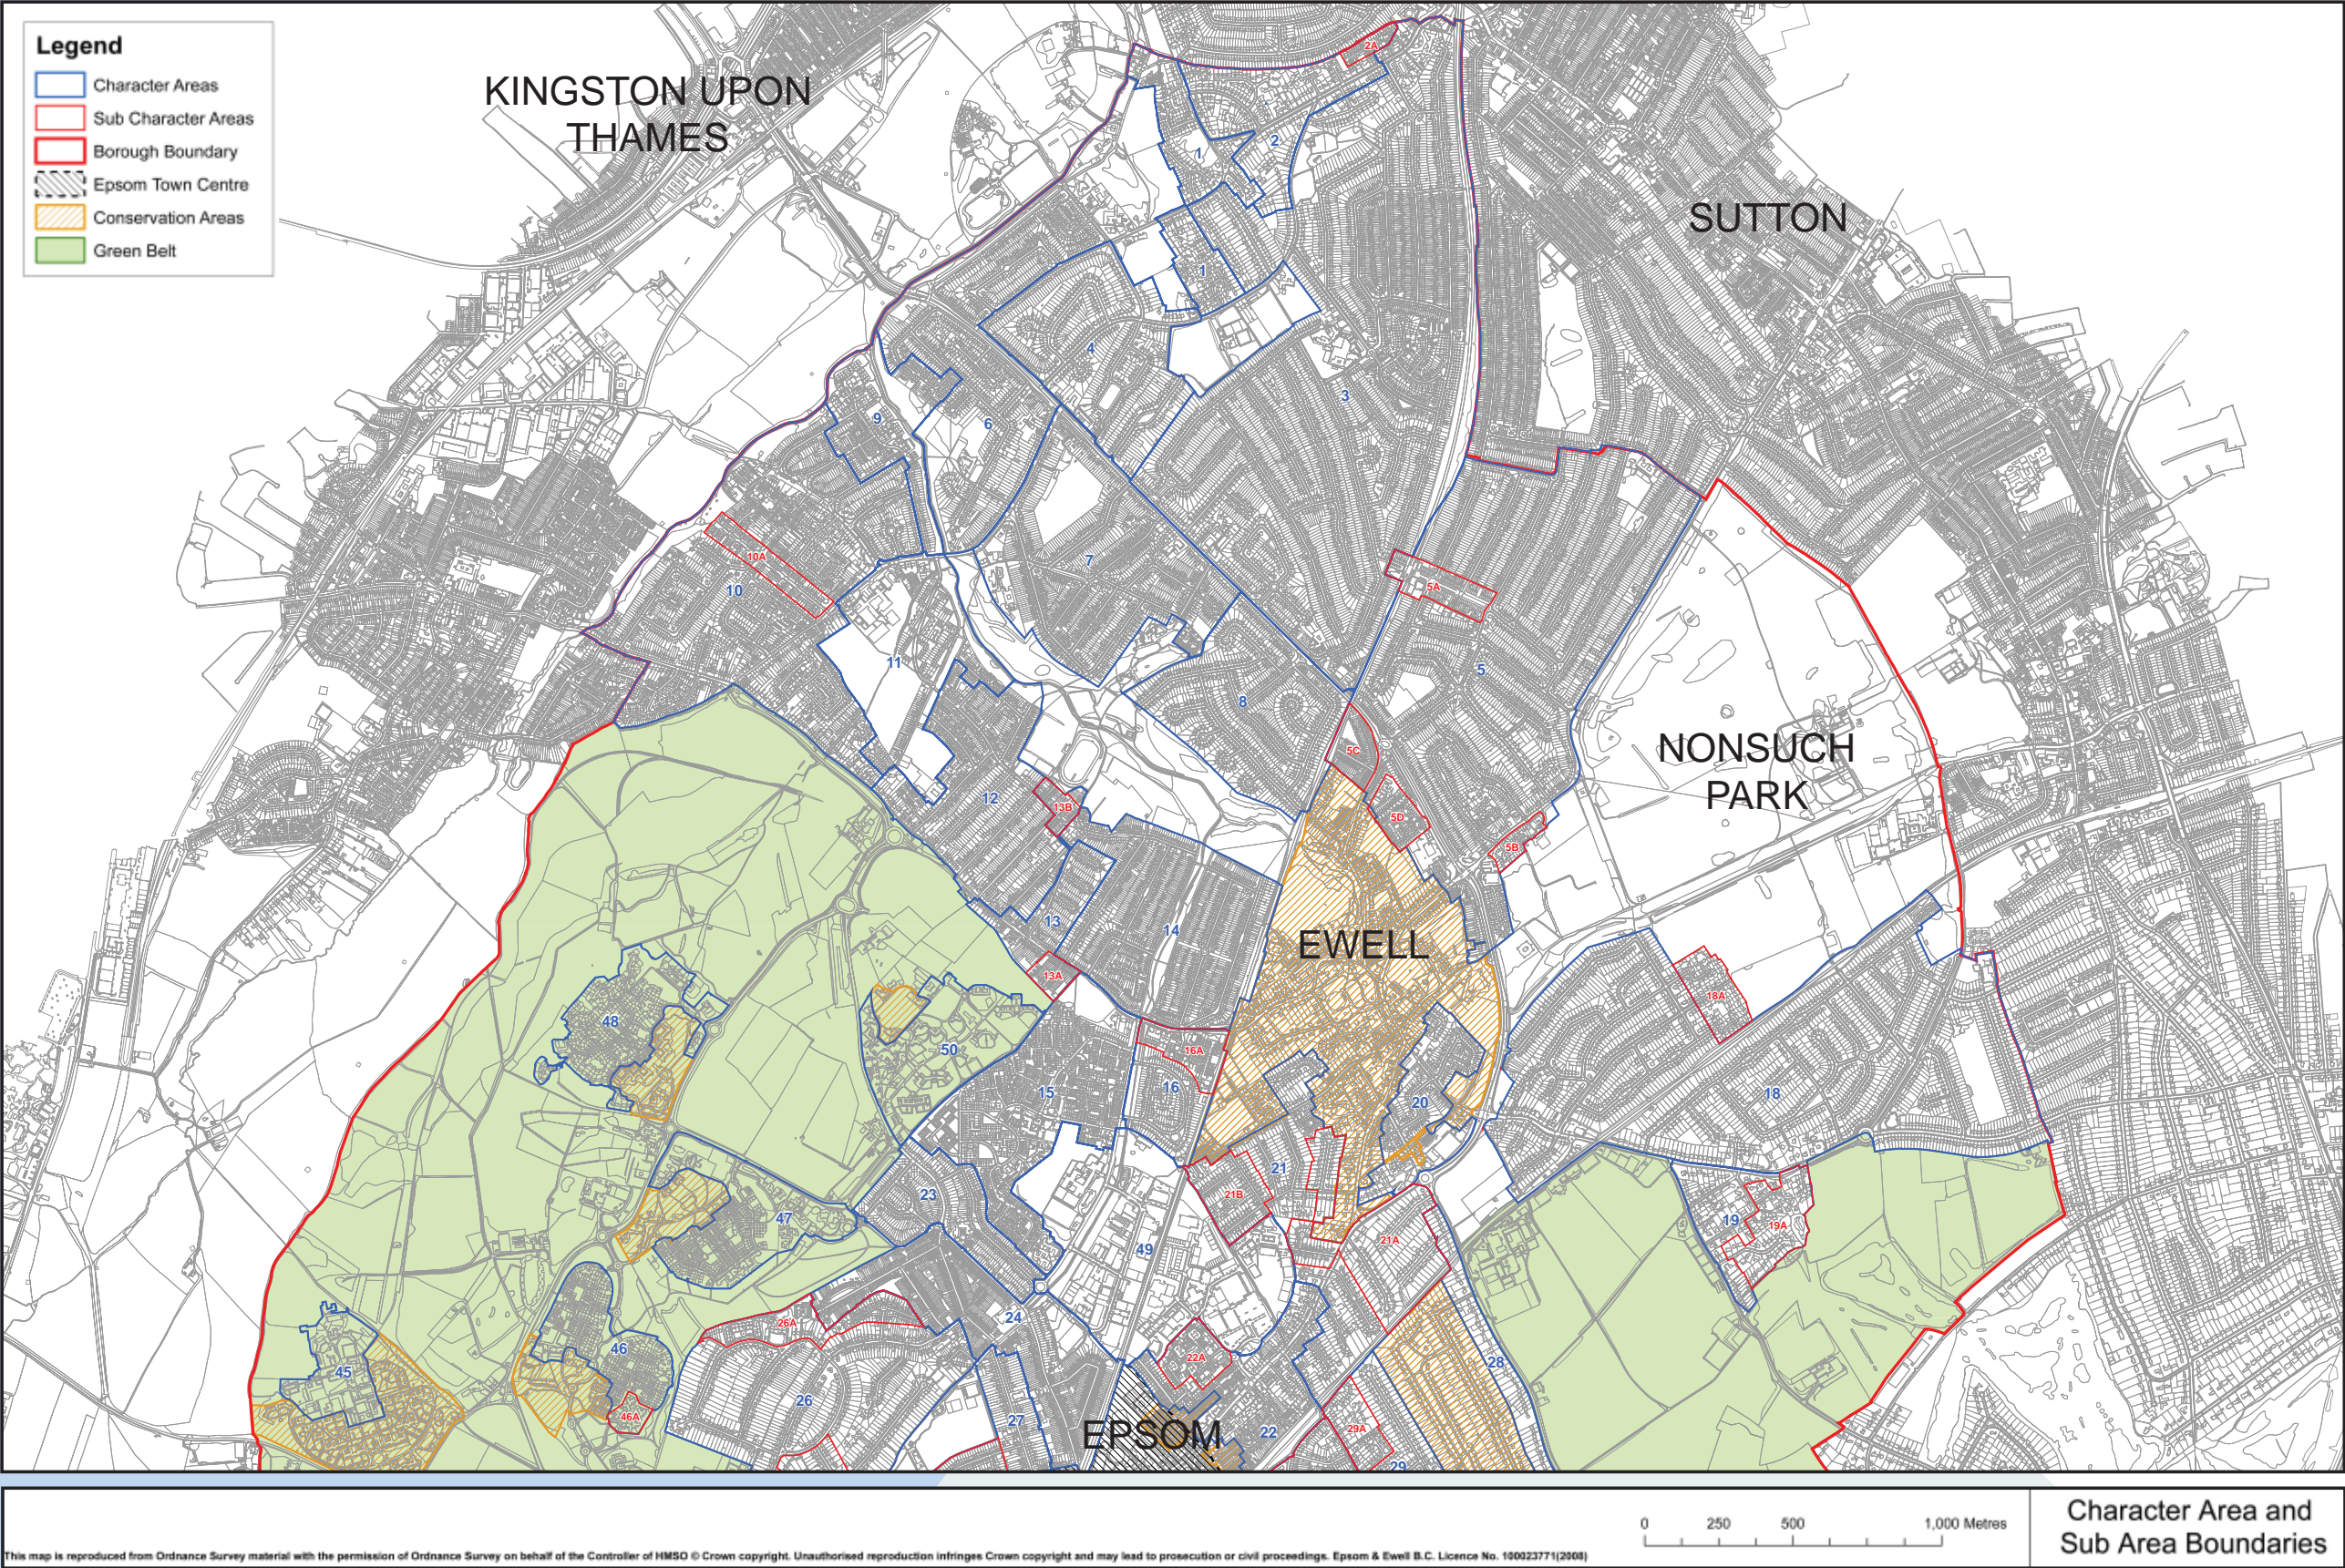 Legend
Character Areas
Sub Character Areas
Borough Boundary
Epsom Town Centre
Conservation Areas
Green Belt
KINGSTON UPON
THAMES
SUTTON
NONSUCH
PARK
EWELL
EPSOM
2A
1
2
1
4
3
9
6
7
10A
10
5A
11
5
8
5C
12
13B
5D
5B
13
14
13A
18A
48
50
16A
15
16
20
18
21
23
21B
47
19
19A
49
21A
24
26A
22A
28
46
45
26
46A
27
22
29A
29
0 250 500 1,000 Metres
Character Area and
Sub Area Boundaries
This map is reproduced from Ordnance Survey material with the permission of Ordnance Survey on behalf of the Controller of HMSO © Crown copyright. Unauthorised reproduction infringes Crown copyright and may lead to prosecution or civil proceedings. Epsom & Ewell B.C. Licence No. 100023771(2008)